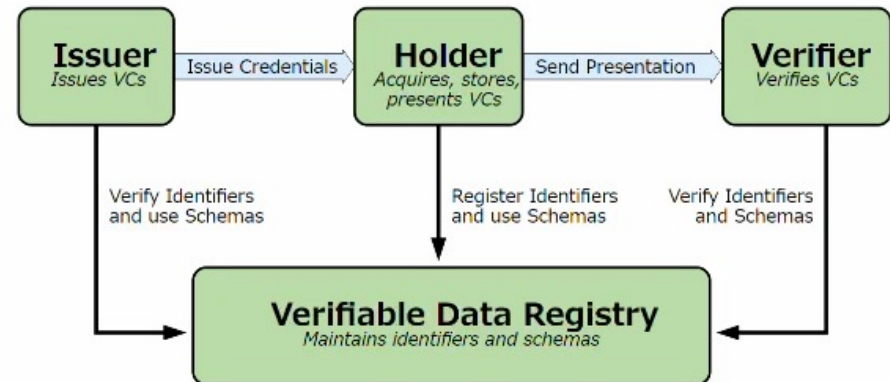 Issuer
Issues VCs
Issue Credentials
Holder
Acquires, stores,
presents VCs
Send Presentation
Verifier
Verifies VCs
Verify Identifiers
and use Schemas
Register Identifiers
and use Schemas
Verify Identifiers
and Schemas
Verifiable Data Registry
Maintains identifiers and schemas